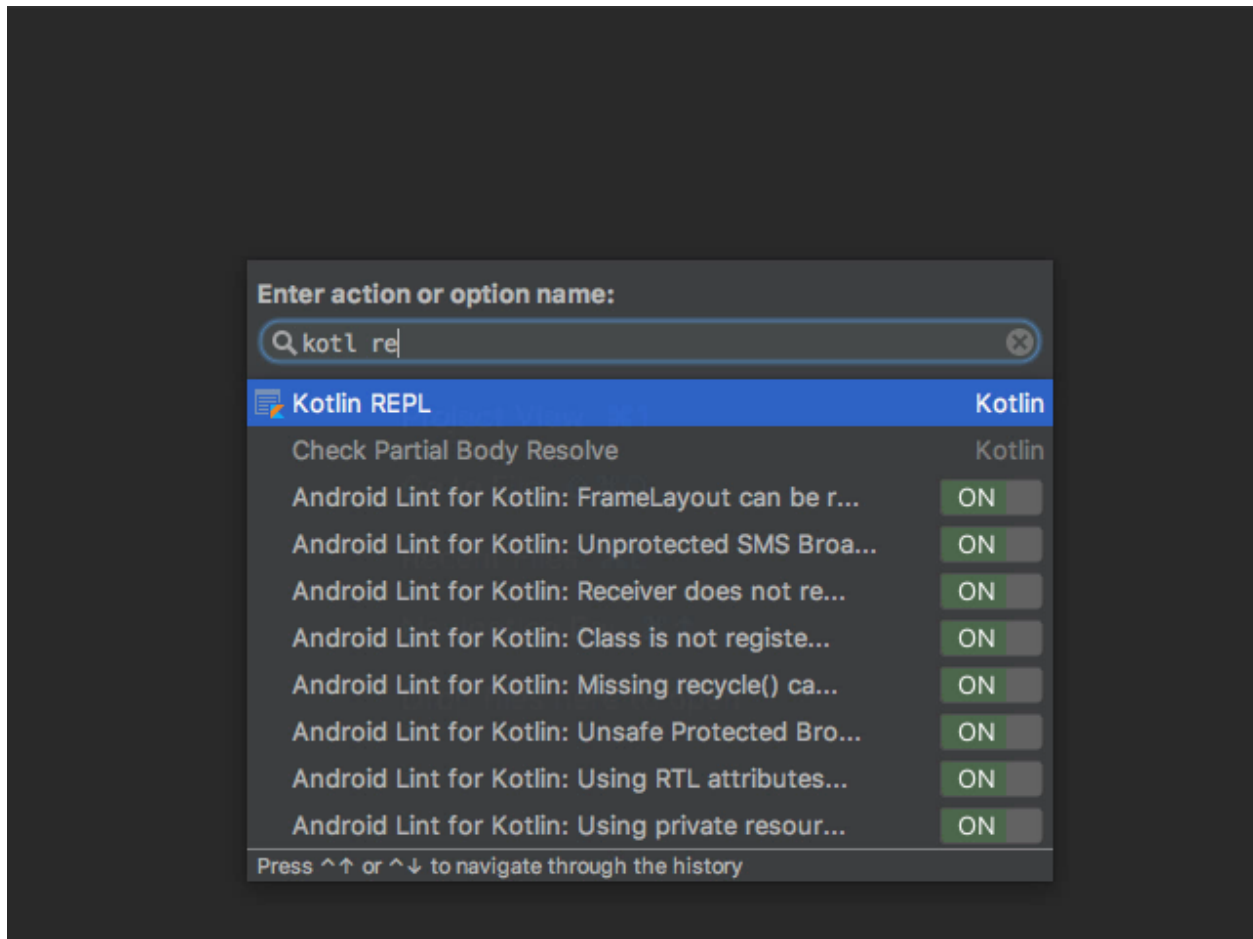 Enter action or option name:
kotl re
Kotlin REPL Kotlin
Check Partial Body Resolve Kotlin
Android Lint for Kotlin: FrameLayout can be r... ON
Android Lint for Kotlin: Unprotected SMS Broa... ON
Android Lint for Kotlin: Receiver does not re... ON
Android Lint for Kotlin: Class is not registe... ON
Android Lint for Kotlin: Missing recycle() ca... ON
Android Lint for Kotlin: Unsafe Protected Bro... ON
Android Lint for Kotlin: Using RTL attributes... ON
Android Lint for Kotlin: Using private resour... ON
Press ^↑ or ^↓ to navigate through the history